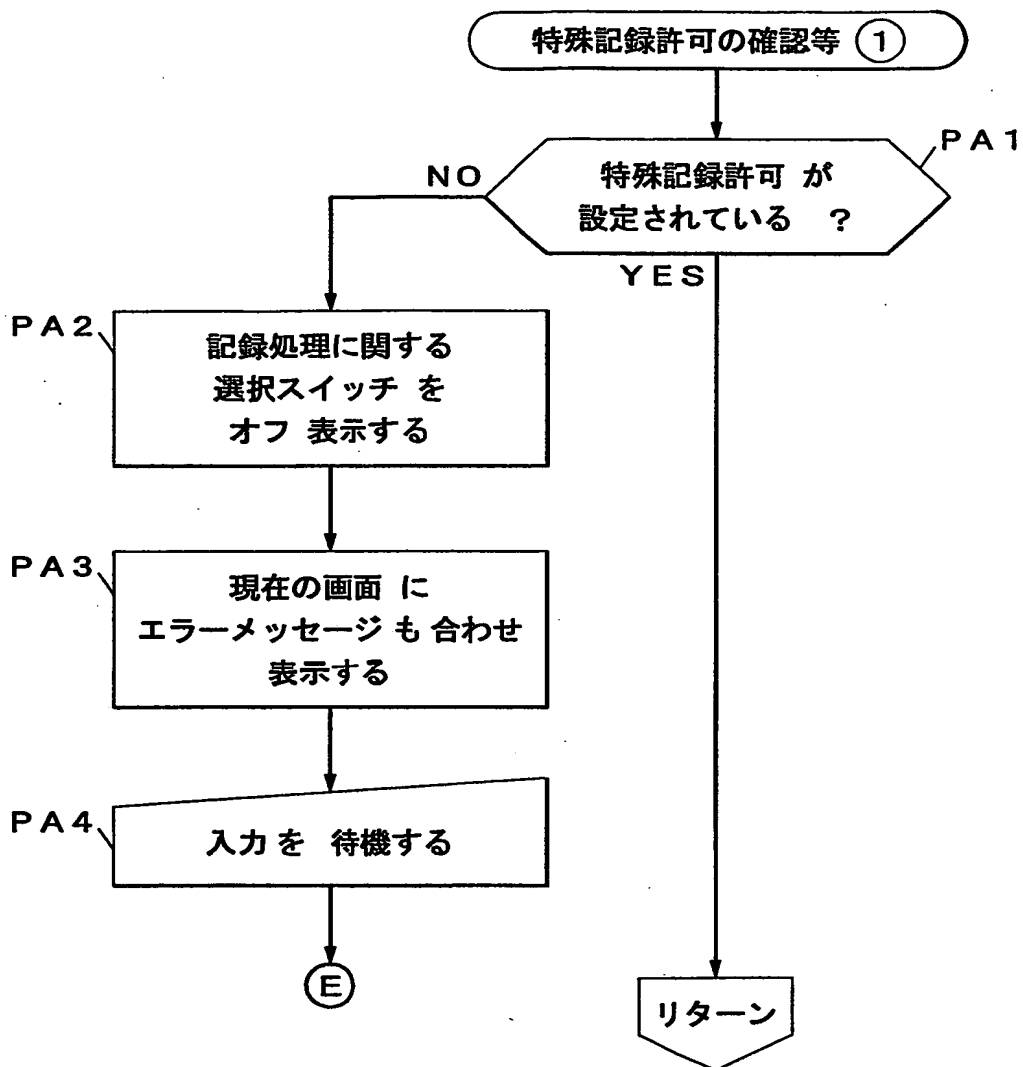 特殊記録許可の確認等 ①
PA1
特殊記録許可 が
設定されている ?
NO
YES
PA2
記録処理に関する
選択スイッチ を
オフ 表示する
PA3
現在の画面 に
エラーメッセージ も 合わせ
表示する
PA4
入力 を 待機する
E
リターン